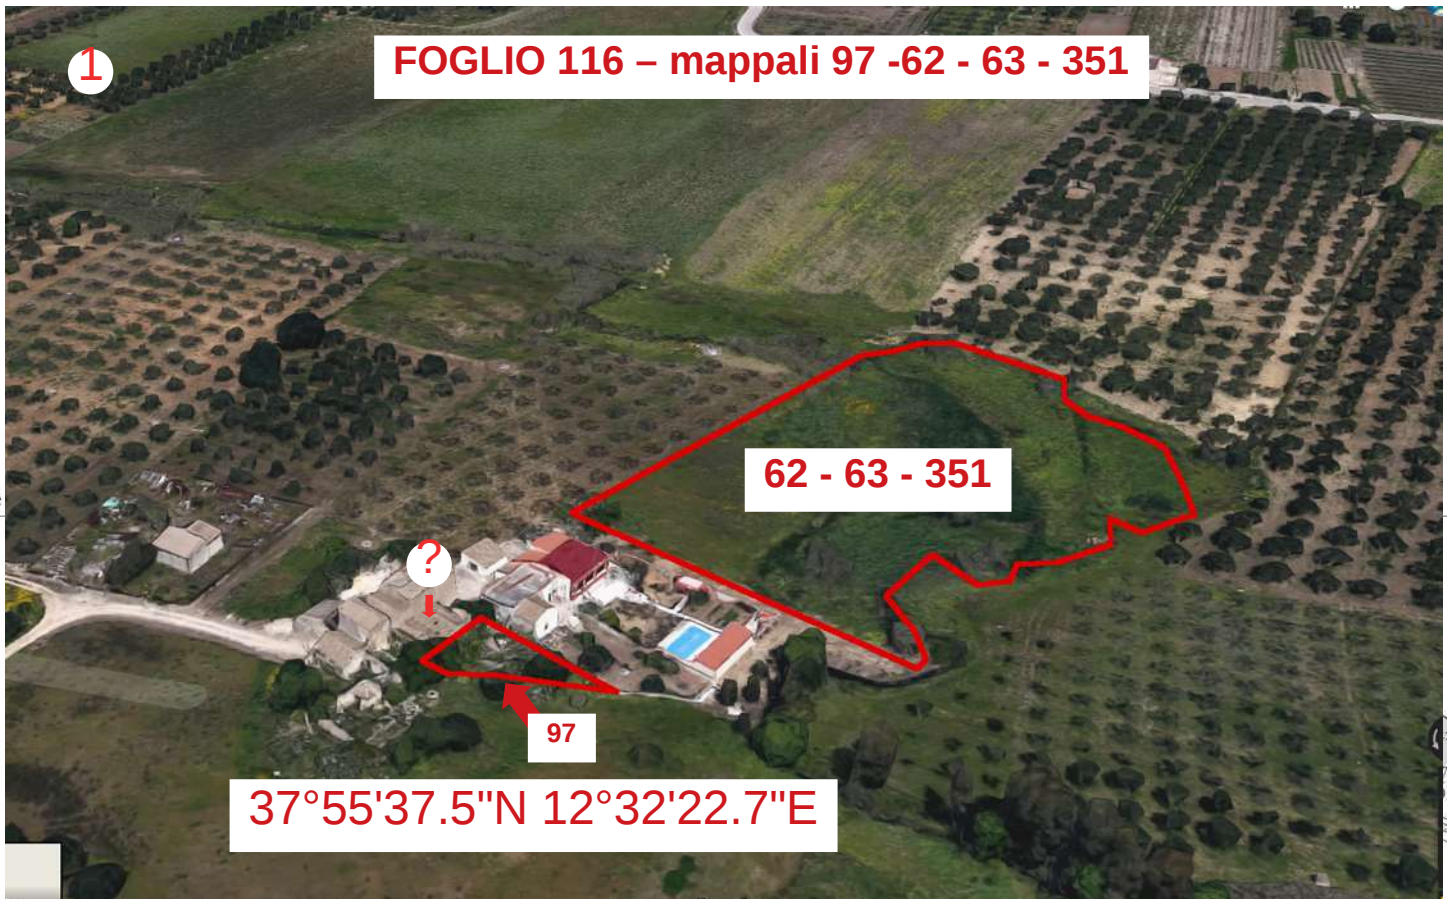 1
FOGLIO 116 – mappali 97 -62 - 63 - 351
62 - 63 - 351
?
97
37°55'37.5"N 12°32'22.7"E